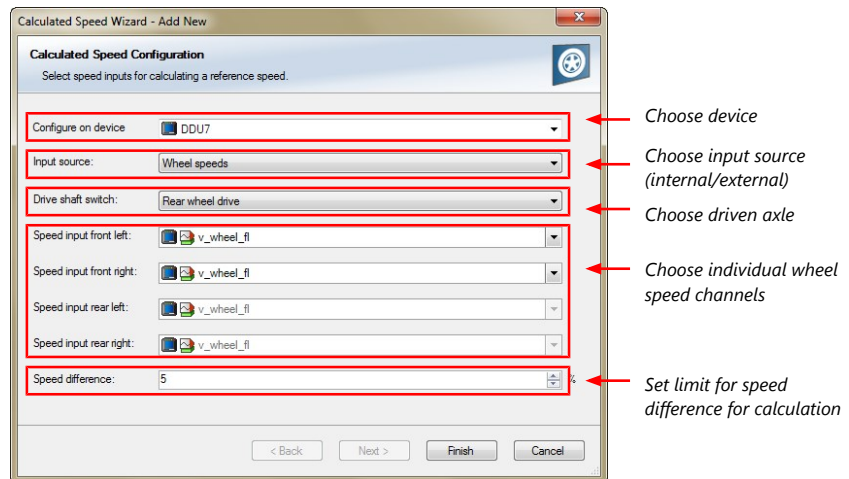 Calculated Speed Wizard - Add New
Calculated Speed Configuration
Select speed inputs for calculating a reference speed.
Configure on device
DDU7
Choose device
Input source:
Wheel speeds
Choose input source
(internal/external)
Drive shaft switch:
Rear wheel drive
Choose driven axle
Speed input front left:
v_wheel_fl
Speed input front right:
v_wheel_fl
Choose individual wheel
speed channels
Speed input rear left:
v_wheel_fl
Speed input rear right:
v_wheel_fl
Speed difference:
5
%
Set limit for speed
difference for calculation
< Back
Next >
Finish
Cancel